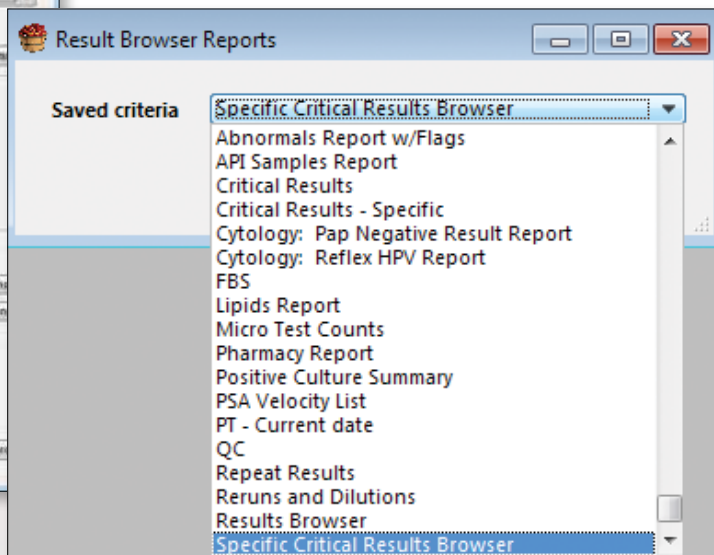 Result Browser Reports
Saved criteria
Specific Critical Results Browser
Abnormals Report w/Flags
API Samples Report
Critical Results
Critical Results - Specific
Cytology:  Pap Negative Result Report
Cytology:  Reflex HPV Report
FBS
Lipids Report
Micro Test Counts
Pharmacy Report
Positive Culture Summary
PSA Velocity List
PT - Current date
QC
Repeat Results
Reruns and Dilutions
Results Browser
Specific Critical Results Browser